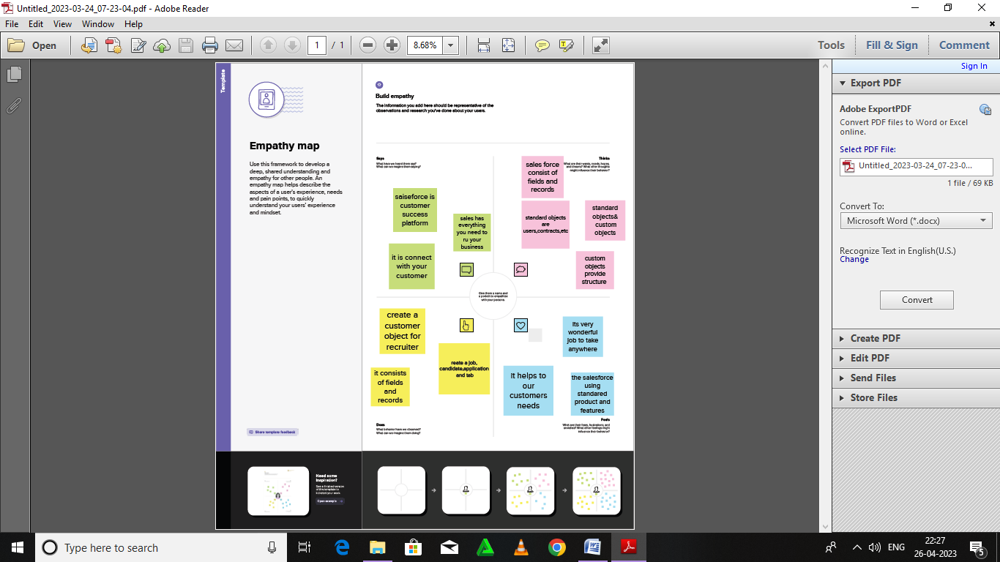 Untitled_2023-03-24_07-23-04.pdf - Adobe Reader
File Edit View Window Help
Open
1 / 1
8.68%
Tools
Fill & Sign
Comment
Sign In
Template
Empathy map
Use this framework to develop a
deep, shared understanding and
empathy for other people. An
empathy map helps describe the
aspects of a user's experience, needs
and pain points, to quickly
understand your users' experience
and mindset.
Share template feedback
Build empathy
The information you add here should be representative of the
observations and research you've done about your users.
Says
What have we heard them say?
What can we imagine them saying?
saiseforce is
customer
success
platform
sales has
everything
you need to
ru your
business
it is connect
with your
customer
Thinks
What are their wants, needs, hopes,
and dreams? What other thoughts
might influence their behavior?
sales force
consist of
fields and
records
standard objects
are
users,contracts,etc
standard
objects&
custom
objects
custom
objects
provide
structure
Give them a name and
a portrait to empathize
with your persona.
create a
customer
object for
recruiter
reate a job,
candidate,application
and tab
it consists
of fields
and
records
Does
What behavior have we observed?
What can we imagine them doing?
its very
wonderful
job to take
anywhere
it helps to
our
customers
needs
the salesforce
using
standared
product and
features
Feels
What are their fears, frustrations, and
anxieties? What other feelings might
influence their behavior?
Need some
inspiration?
See a finished version
of this template to
kickstart your work.
Open example
Export PDF
Adobe ExportPDF
Convert PDF files to Word or Excel
online.
Select PDF File:
Untitled_2023-03-24_07-23-0...
1 file / 69 KB
Convert To:
Microsoft Word (*.docx)
Recognize Text in English(U.S.)
Change
Convert
Create PDF
Edit PDF
Send Files
Store Files
Type here to search
ENG
22:27
26-04-2023
5